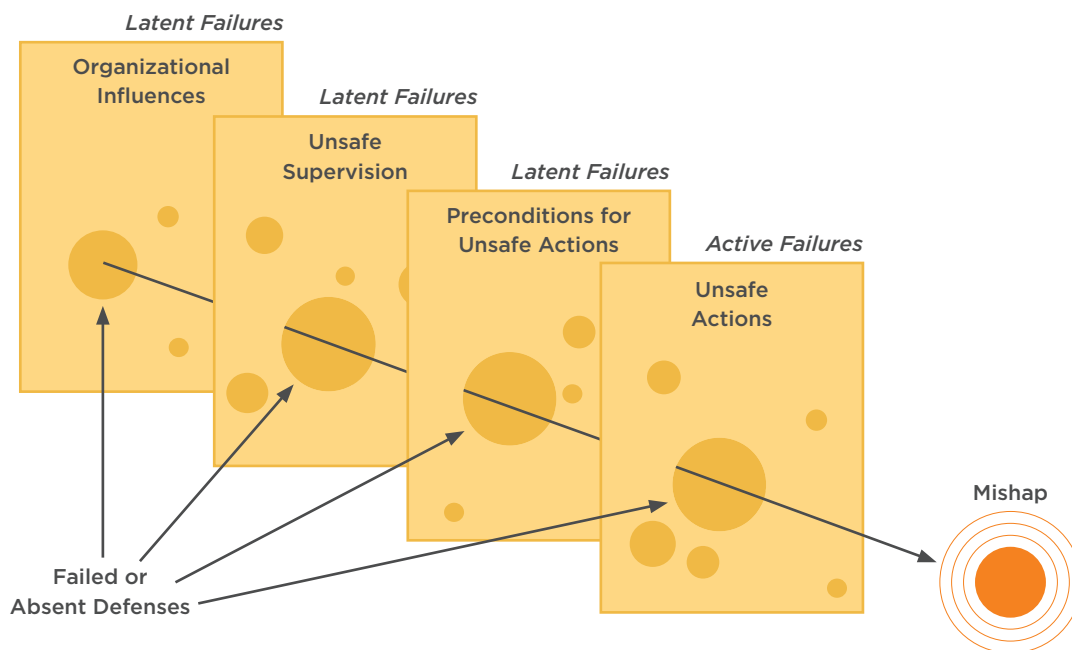 Latent Failures
Organizational
Influences
Latent Failures
Unsafe
Supervision
Latent Failures
Preconditions for
Unsafe Actions
Active Failures
Unsafe
Actions
Mishap
Failed or
Absent Defenses